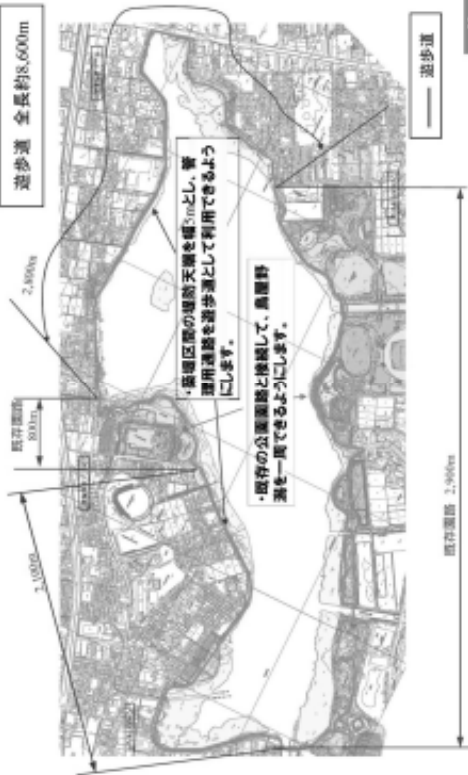 遊歩道 全長約8,600m
遊歩道
2,800m
既存園路
800m
2,100m
・築堤区間の堤防天端を幅3mとし、管
理用通路を遊歩道として利用できるよう
にします。
・既存の公園園路と接続して、鳥屋野
潟を一周できるようにします。
既存園路 2,900m